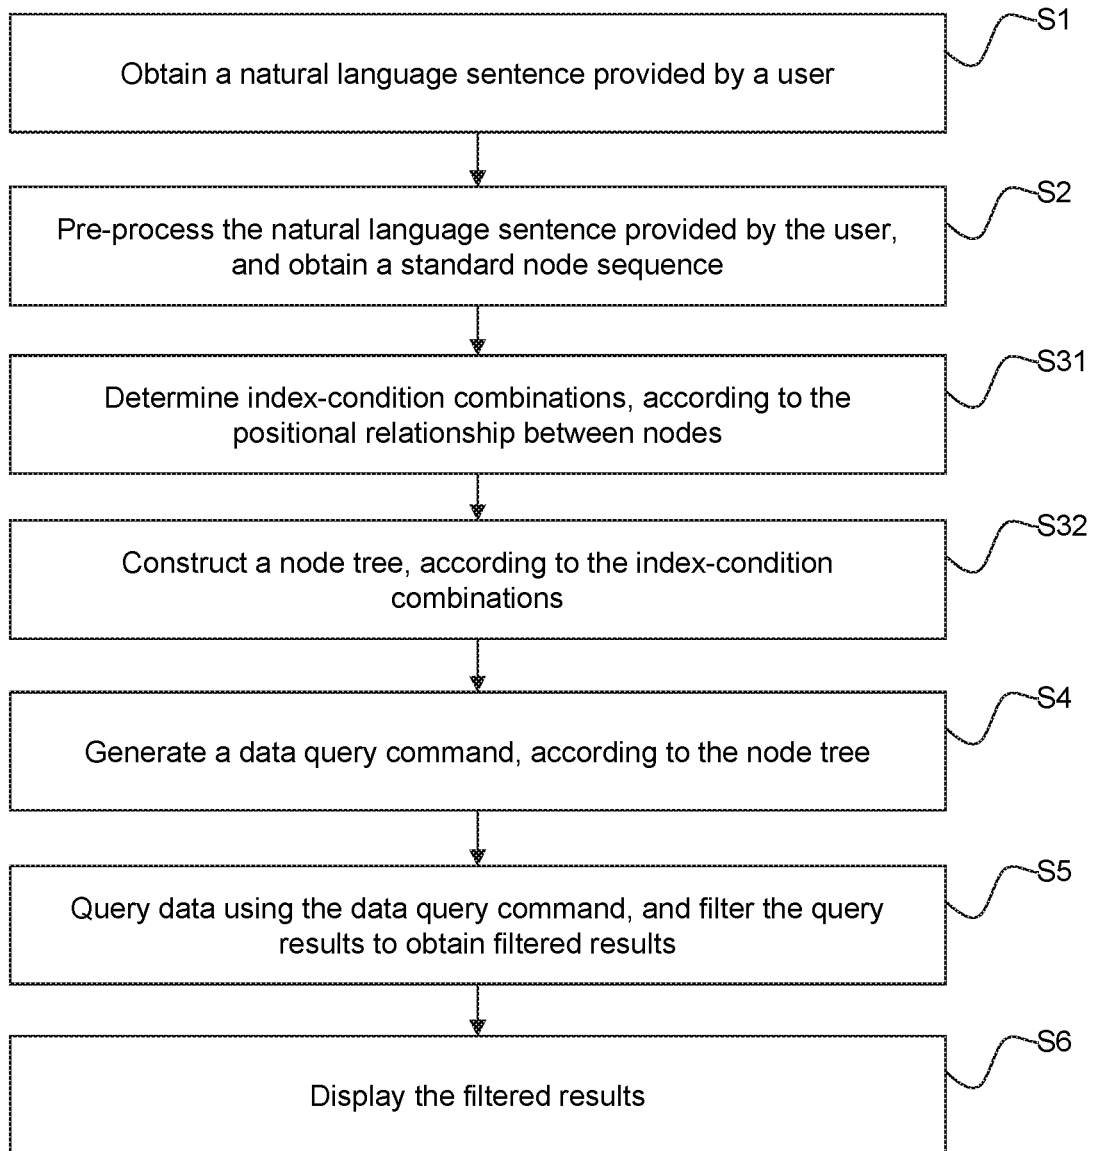 S1
Obtain a natural language sentence provided by a user
S2
Pre-process the natural language sentence provided by the user,
and obtain a standard node sequence
S31
Determine index-condition combinations, according to the
positional relationship between nodes
S32
Construct a node tree, according to the index-condition
combinations
S4
Generate a data query command, according to the node tree
S5
Query data using the data query command, and filter the query
results to obtain filtered results
S6
Display the filtered results